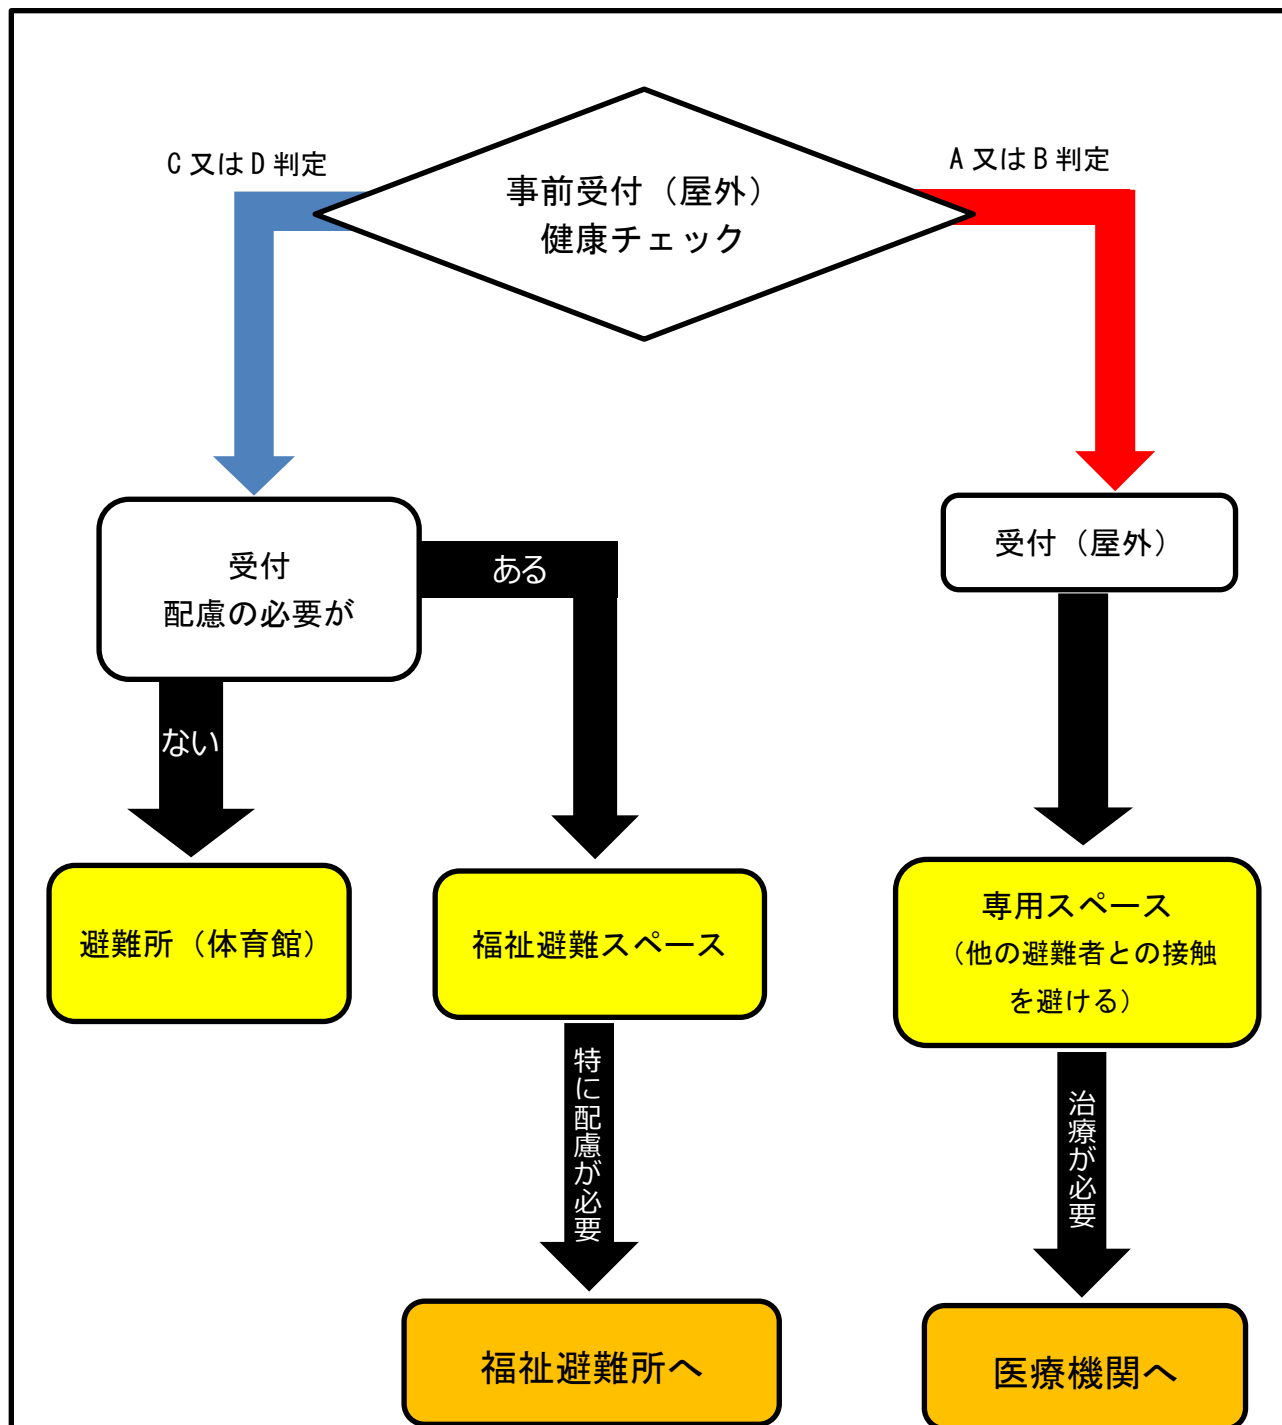 C 又は D 判定
A 又は B 判定
事前受付（屋外）
健康チェック
受付
配慮の必要が
ある
ない
受付（屋外）
避難所（体育館）
福祉避難スペース
専用スペース
（他の避難者との接触
を避ける）
特に配慮が必要
治療が必要
福祉避難所へ
医療機関へ